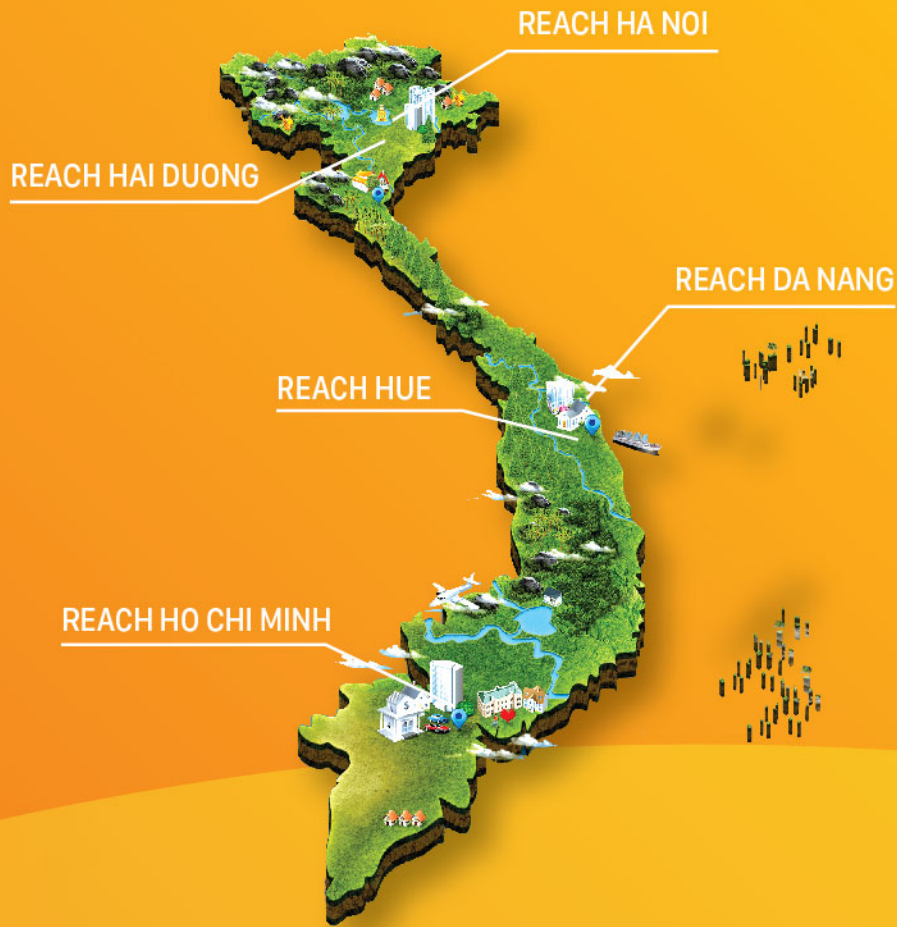 REACH HA NOI
REACH HAI DUONG
REACH DA NANG
REACH HUE
REACH HO CHI MINH